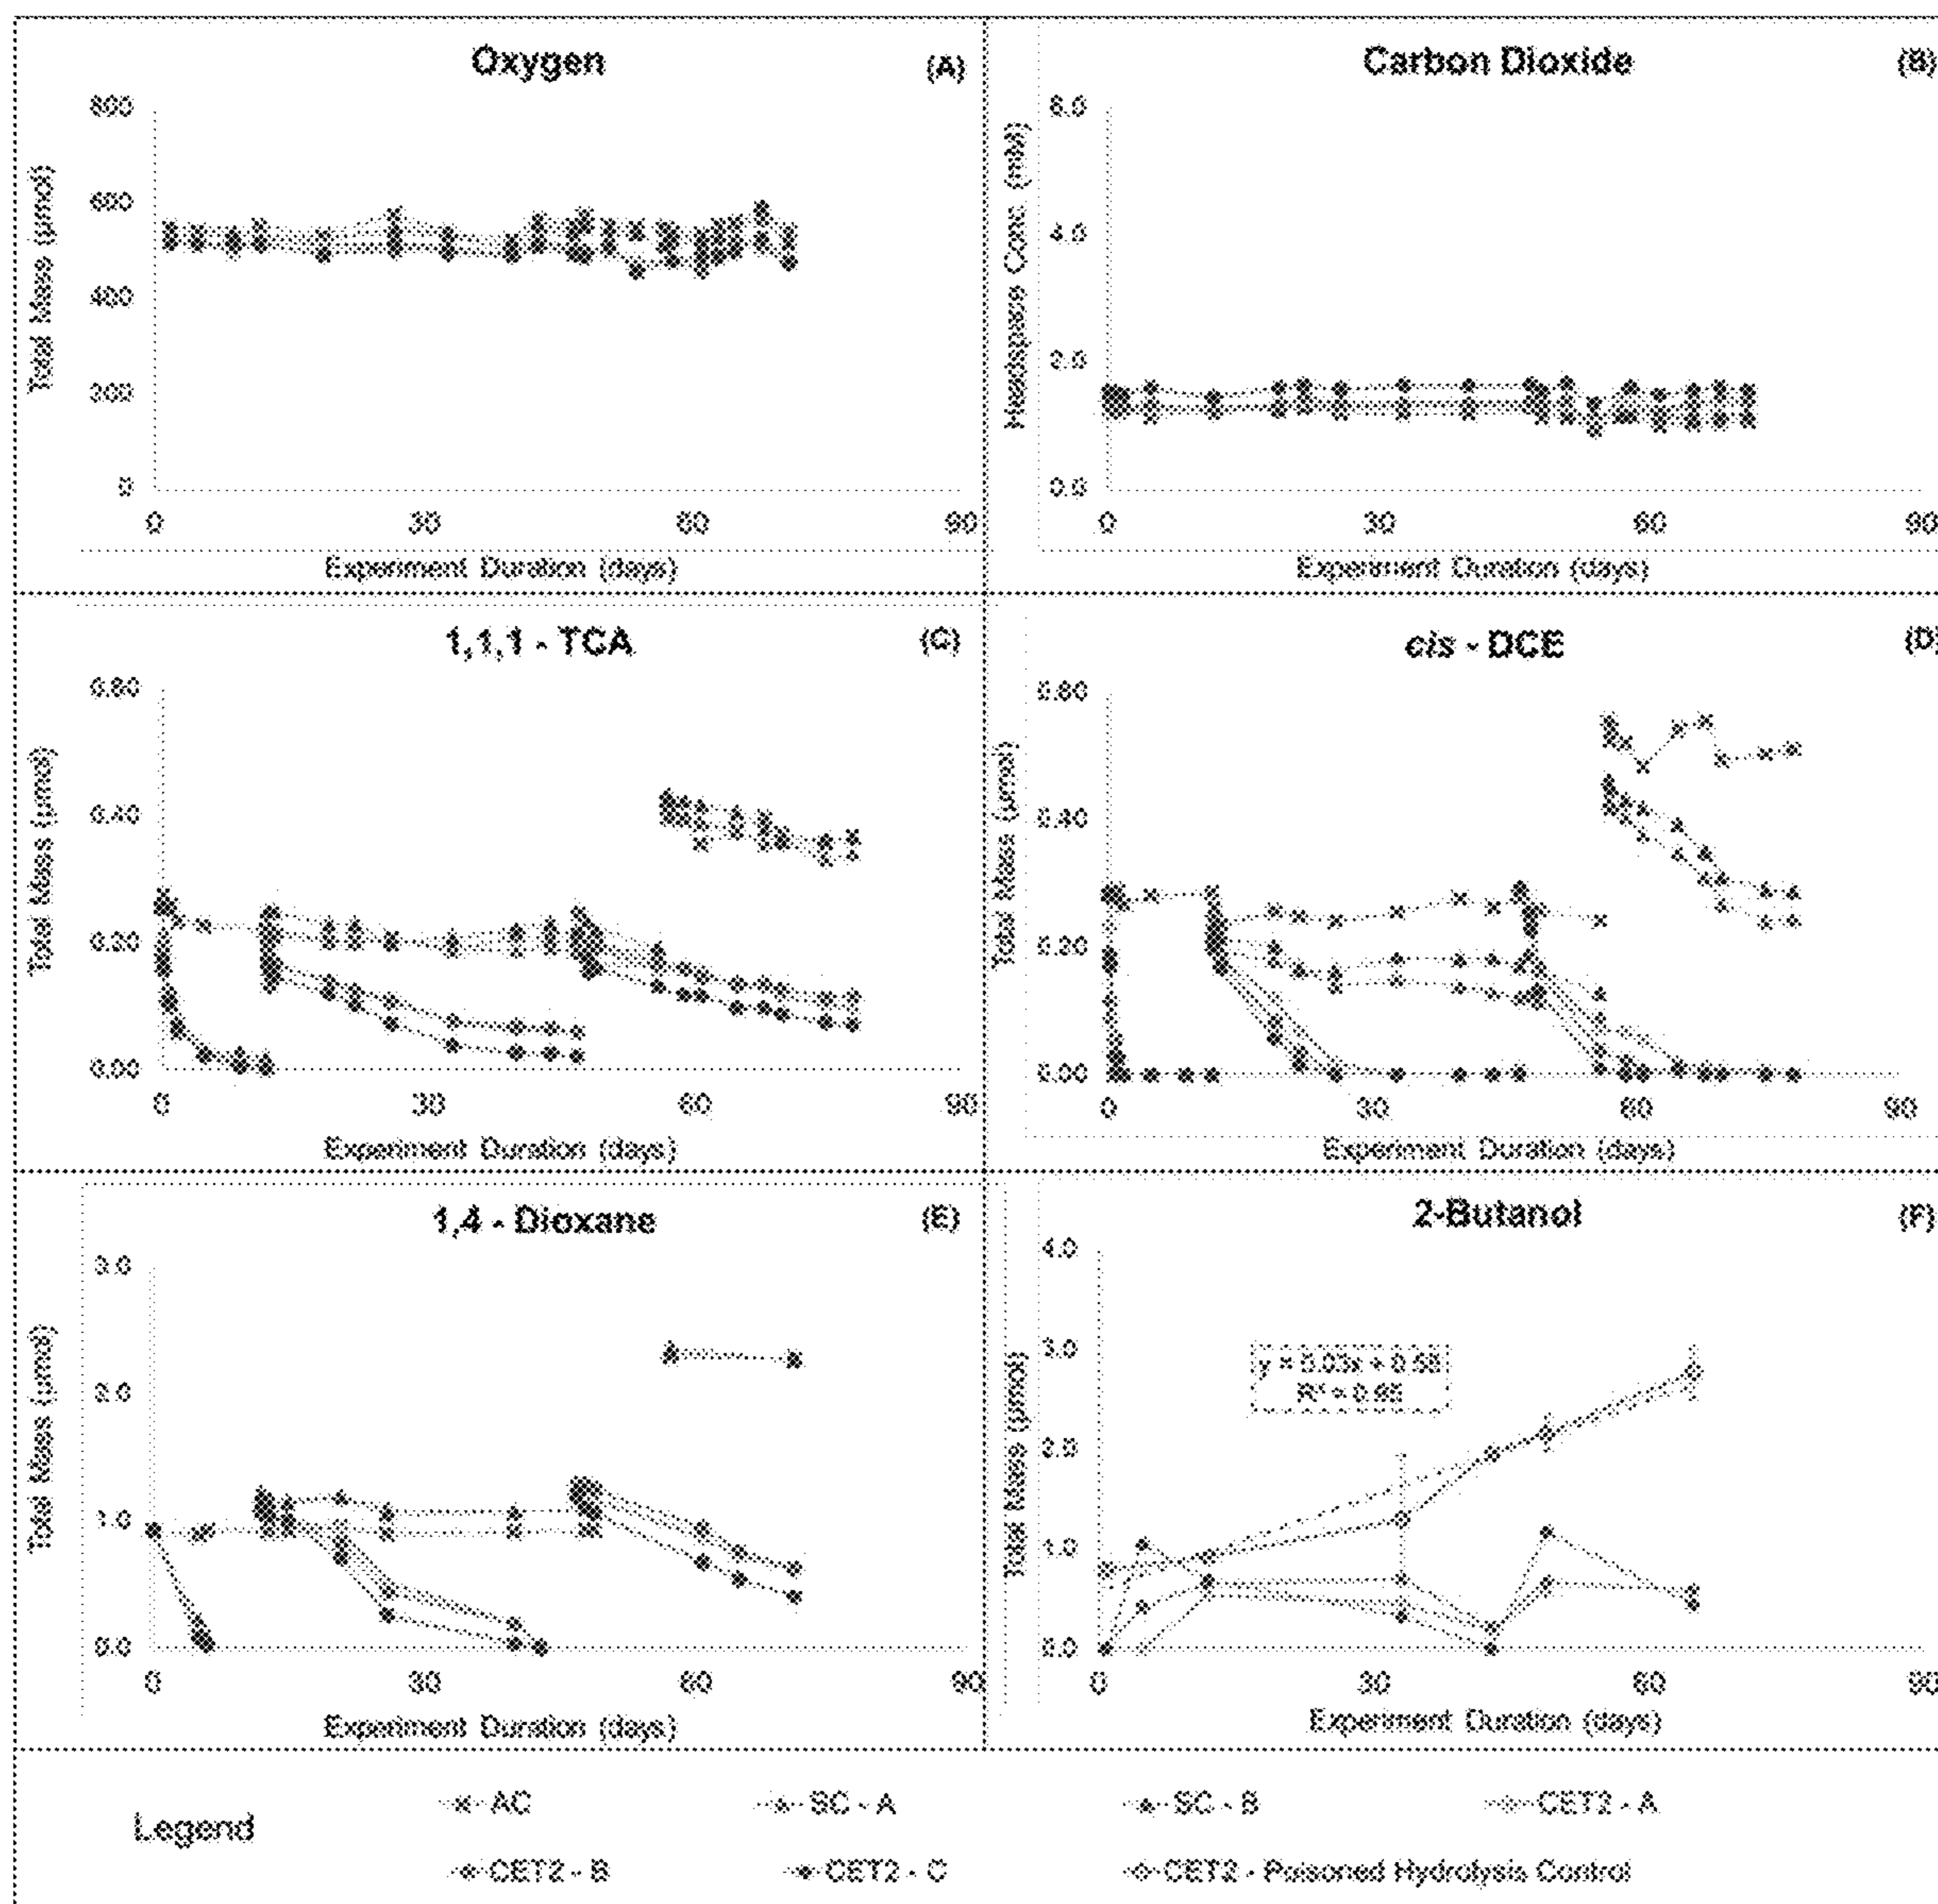 Oxygen (A)
800
600
400
200
0
0 30 60 90
Total Mass (µmol)
Experiment Duration (days)
Carbon Dioxide (B)
6.0
4.0
2.0
0.0
0 30 60 90
Headspace Conc. (mM)
Experiment Duration (days)
1,1,1 - TCA (C)
0.60
0.40
0.20
0.00
0 30 60 90
Total Mass (µmol)
Experiment Duration (days)
cis - DCE (D)
0.60
0.40
0.20
0.00
0 30 60 90
Total Mass (µmol)
Experiment Duration (days)
1,4 - Dioxane (E)
3.0
2.0
1.0
0.0
0 30 60 90
Total Mass (µmol)
Experiment Duration (days)
2-Butanol (F)
4.0
3.0
2.0
1.0
0.0
0 30 60 90
y = 0.03x +
R² =
Total Mass (µmol)
Experiment Duration (days)
Legend
AC SC - A SC - B CET2 - A
CET2 - B CET2 - C CET2 - Poisoned Hydrolysis Control